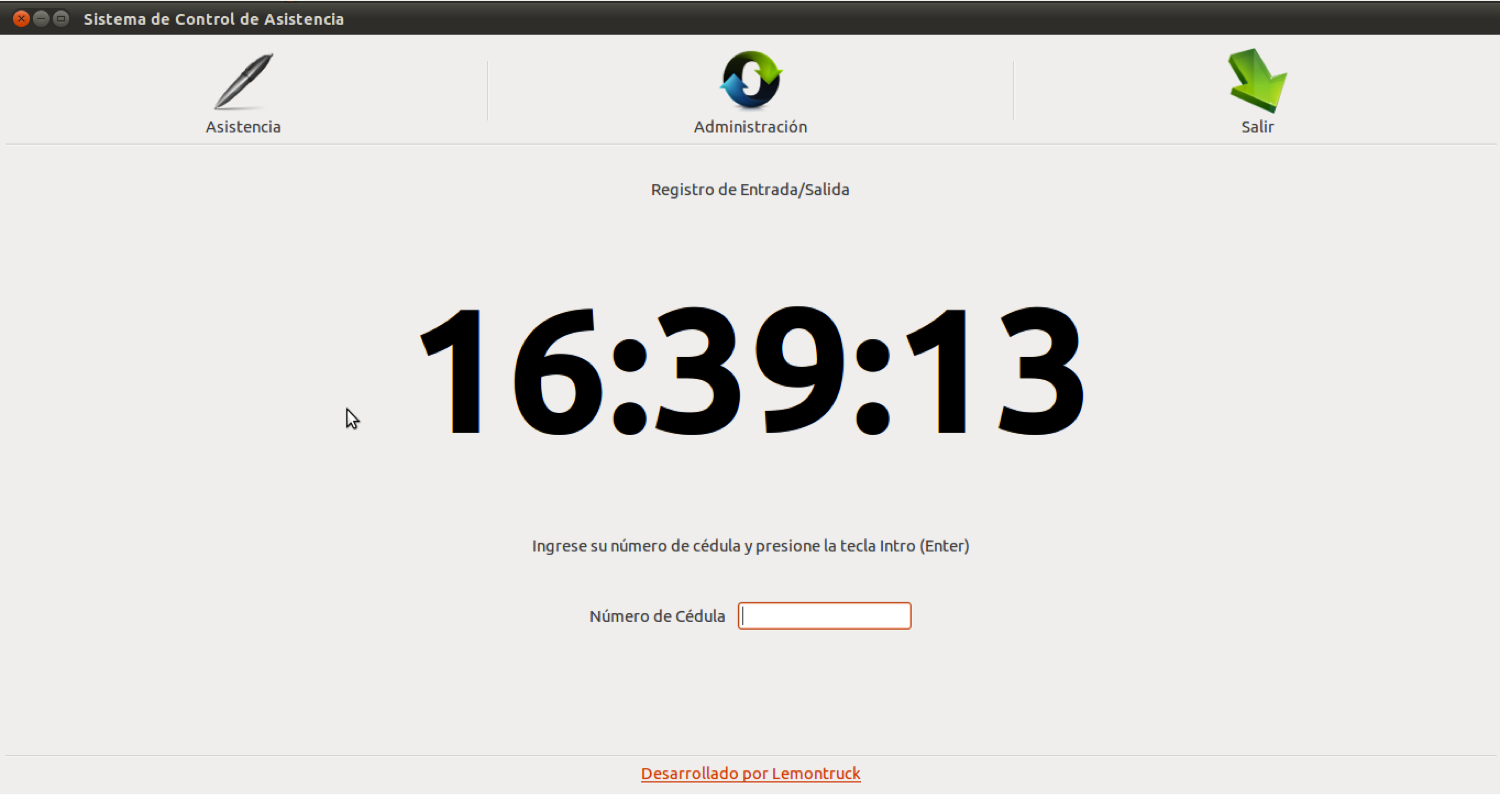 Sistema de Control de Asistencia
Asistencia
Administración
Salir
Registro de Entrada/Salida
16:39:13
Ingrese su número de cédula y presione la tecla Intro (Enter)
Número de Cédula
Desarrollado por Lemontruck